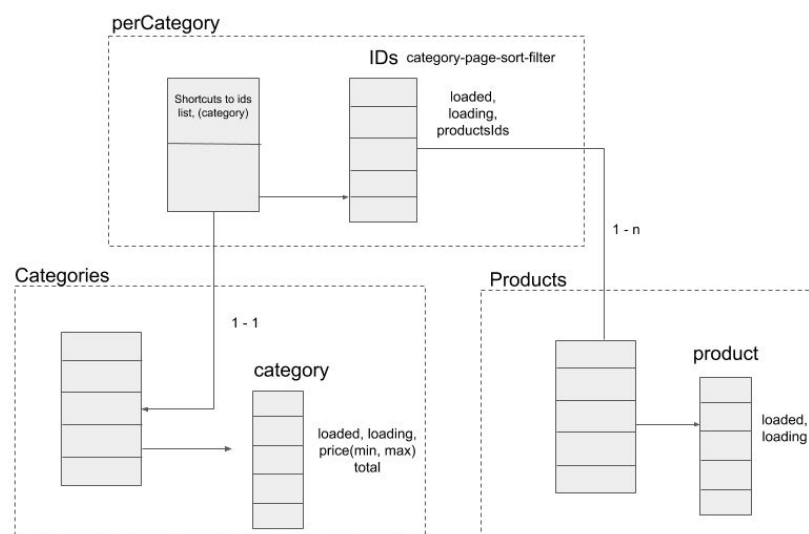 perCategory
IDs category-page-sort-filter
Shortcuts to ids
list, (category)
loaded,
loading,
productsIds
1 - n
Categories
Products
1 - 1
category
product
loaded, loading,
price(min, max)
total
loaded,
loading